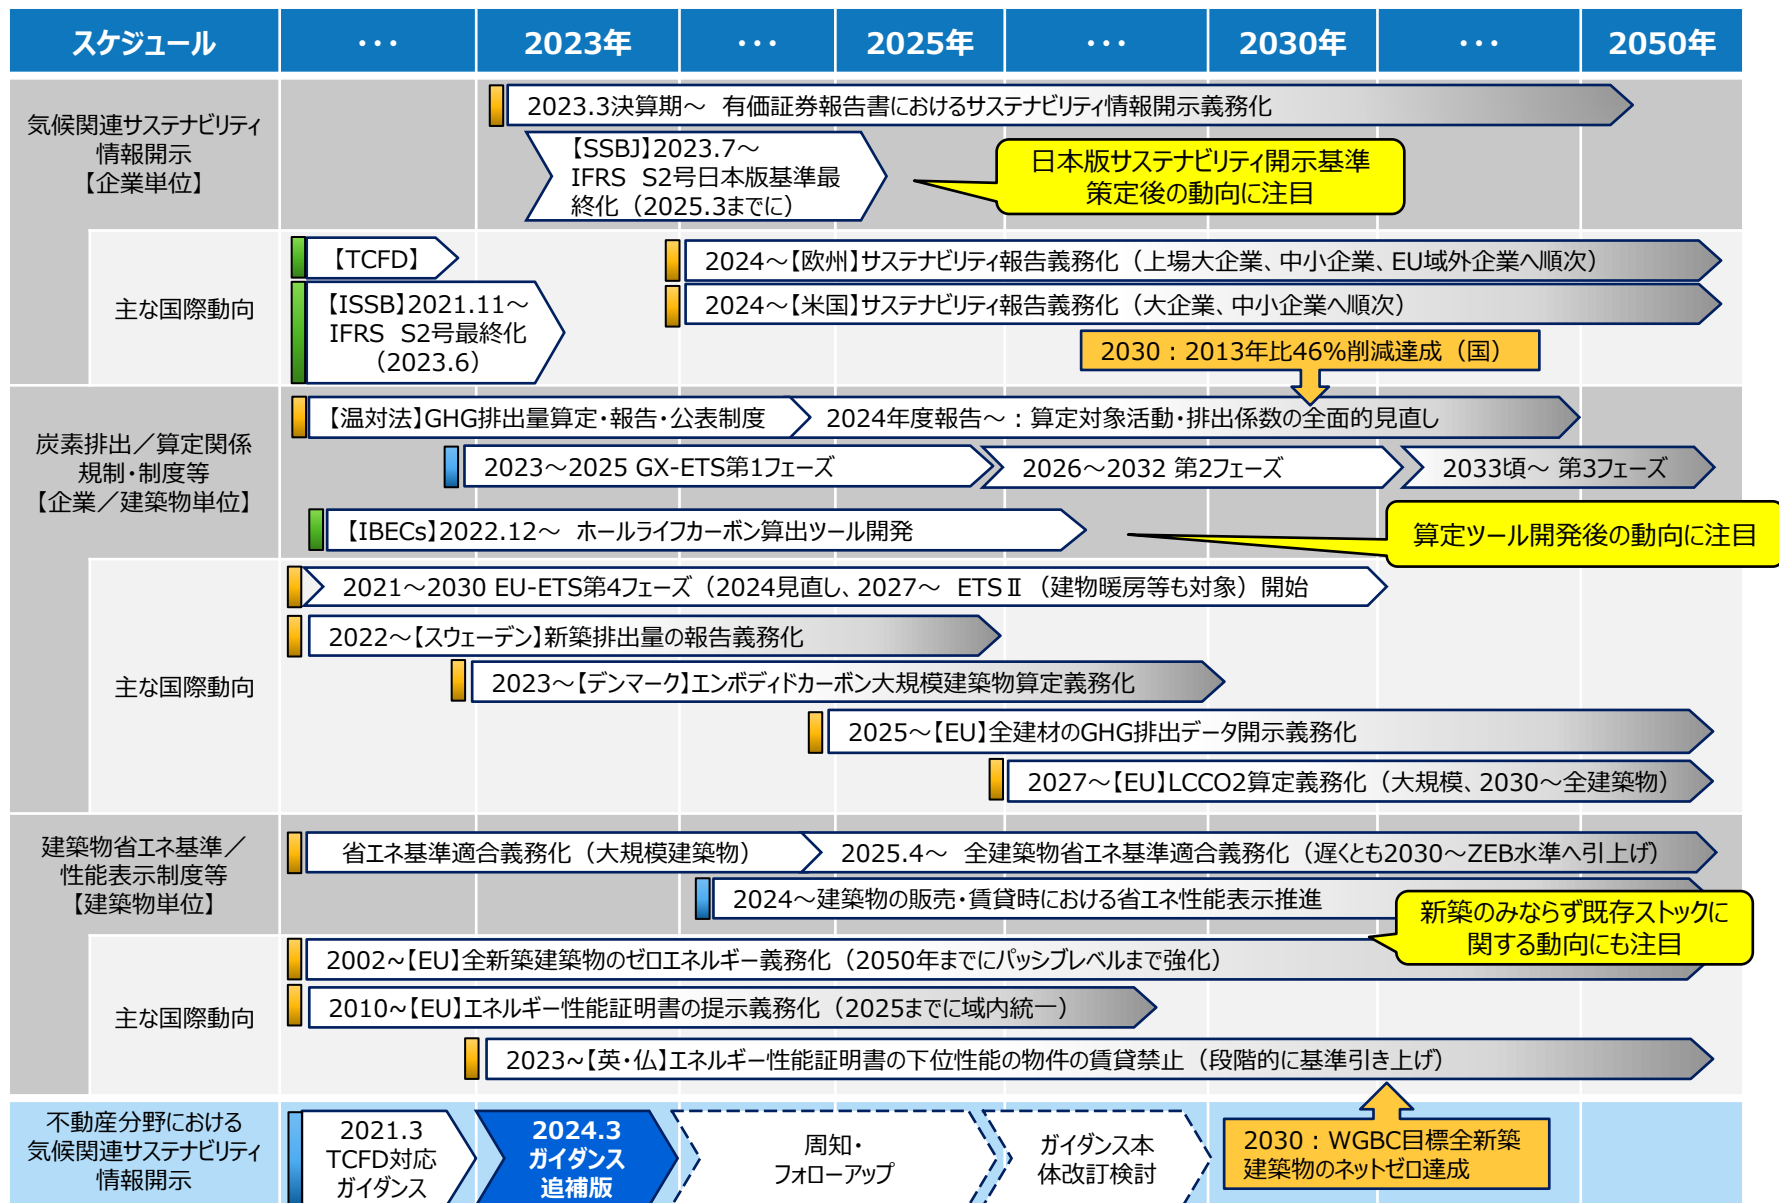 スケジュール
･･･
2023年
･･･
2025年
･･･
2030年
･･･
2050年
気候関連サステナビリティ
情報開示
【企業単位】
2023.3決算期～ 有価証券報告書におけるサステナビリティ情報開示義務化
【SSBJ】2023.7～
IFRS S2号日本版基準最
終化（2025.3までに）
日本版サステナビリティ開示基準
策定後の動向に注目
主な国際動向
【TCFD】
2024～【欧州】サステナビリティ報告義務化（上場大企業、中小企業、EU域外企業へ順次）
【ISSB】2021.11～
IFRS S2号最終化
（2023.6）
2024～【米国】サステナビリティ報告義務化（大企業、中小企業へ順次）
2030：2013年比46%削減達成（国）
炭素排出／算定関係
規制・制度等
【企業／建築物単位】
【温対法】GHG排出量算定・報告・公表制度
2024年度報告～：算定対象活動・排出係数の全面的見直し
2023～2025 GX-ETS第1フェーズ
2026～2032 第2フェーズ
2033頃～ 第3フェーズ
【IBECs】2022.12～ ホールライフカーボン算出ツール開発
算定ツール開発後の動向に注目
主な国際動向
2021～2030 EU-ETS第4フェーズ（2024見直し、2027～ ETSⅡ（建物暖房等も対象）開始
2022～【スウェーデン】新築排出量の報告義務化
2023～【デンマーク】エンボディドカーボン大規模建築物算定義務化
2025～【EU】全建材のGHG排出データ開示義務化
2027～【EU】LCCO2算定義務化（大規模、2030～全建築物）
建築物省エネ基準／
性能表示制度等
【建築物単位】
省エネ基準適合義務化（大規模建築物）
2025.4～ 全建築物省エネ基準適合義務化（遅くとも2030～ZEB水準へ引上げ）
2024～建築物の販売・賃貸時における省エネ性能表示推進
新築のみならず既存ストックに
関する動向にも注目
主な国際動向
2002~【EU】全新築建築物のゼロエネルギー義務化（2050年までにパッシブレベルまで強化）
2010~【EU】エネルギー性能証明書の提示義務化（2025までに域内統一）
2023~【英・仏】エネルギー性能証明書の下位性能の物件の賃貸禁止（段階的に基準引き上げ）
不動産分野における
気候関連サステナビリティ
情報開示
2021.3
TCFD対応
ガイダンス
2024.3
ガイダンス
追補版
周知・
フォローアップ
ガイダンス本
体改訂検討
2030：WGBC目標全新築
建築物のネットゼロ達成